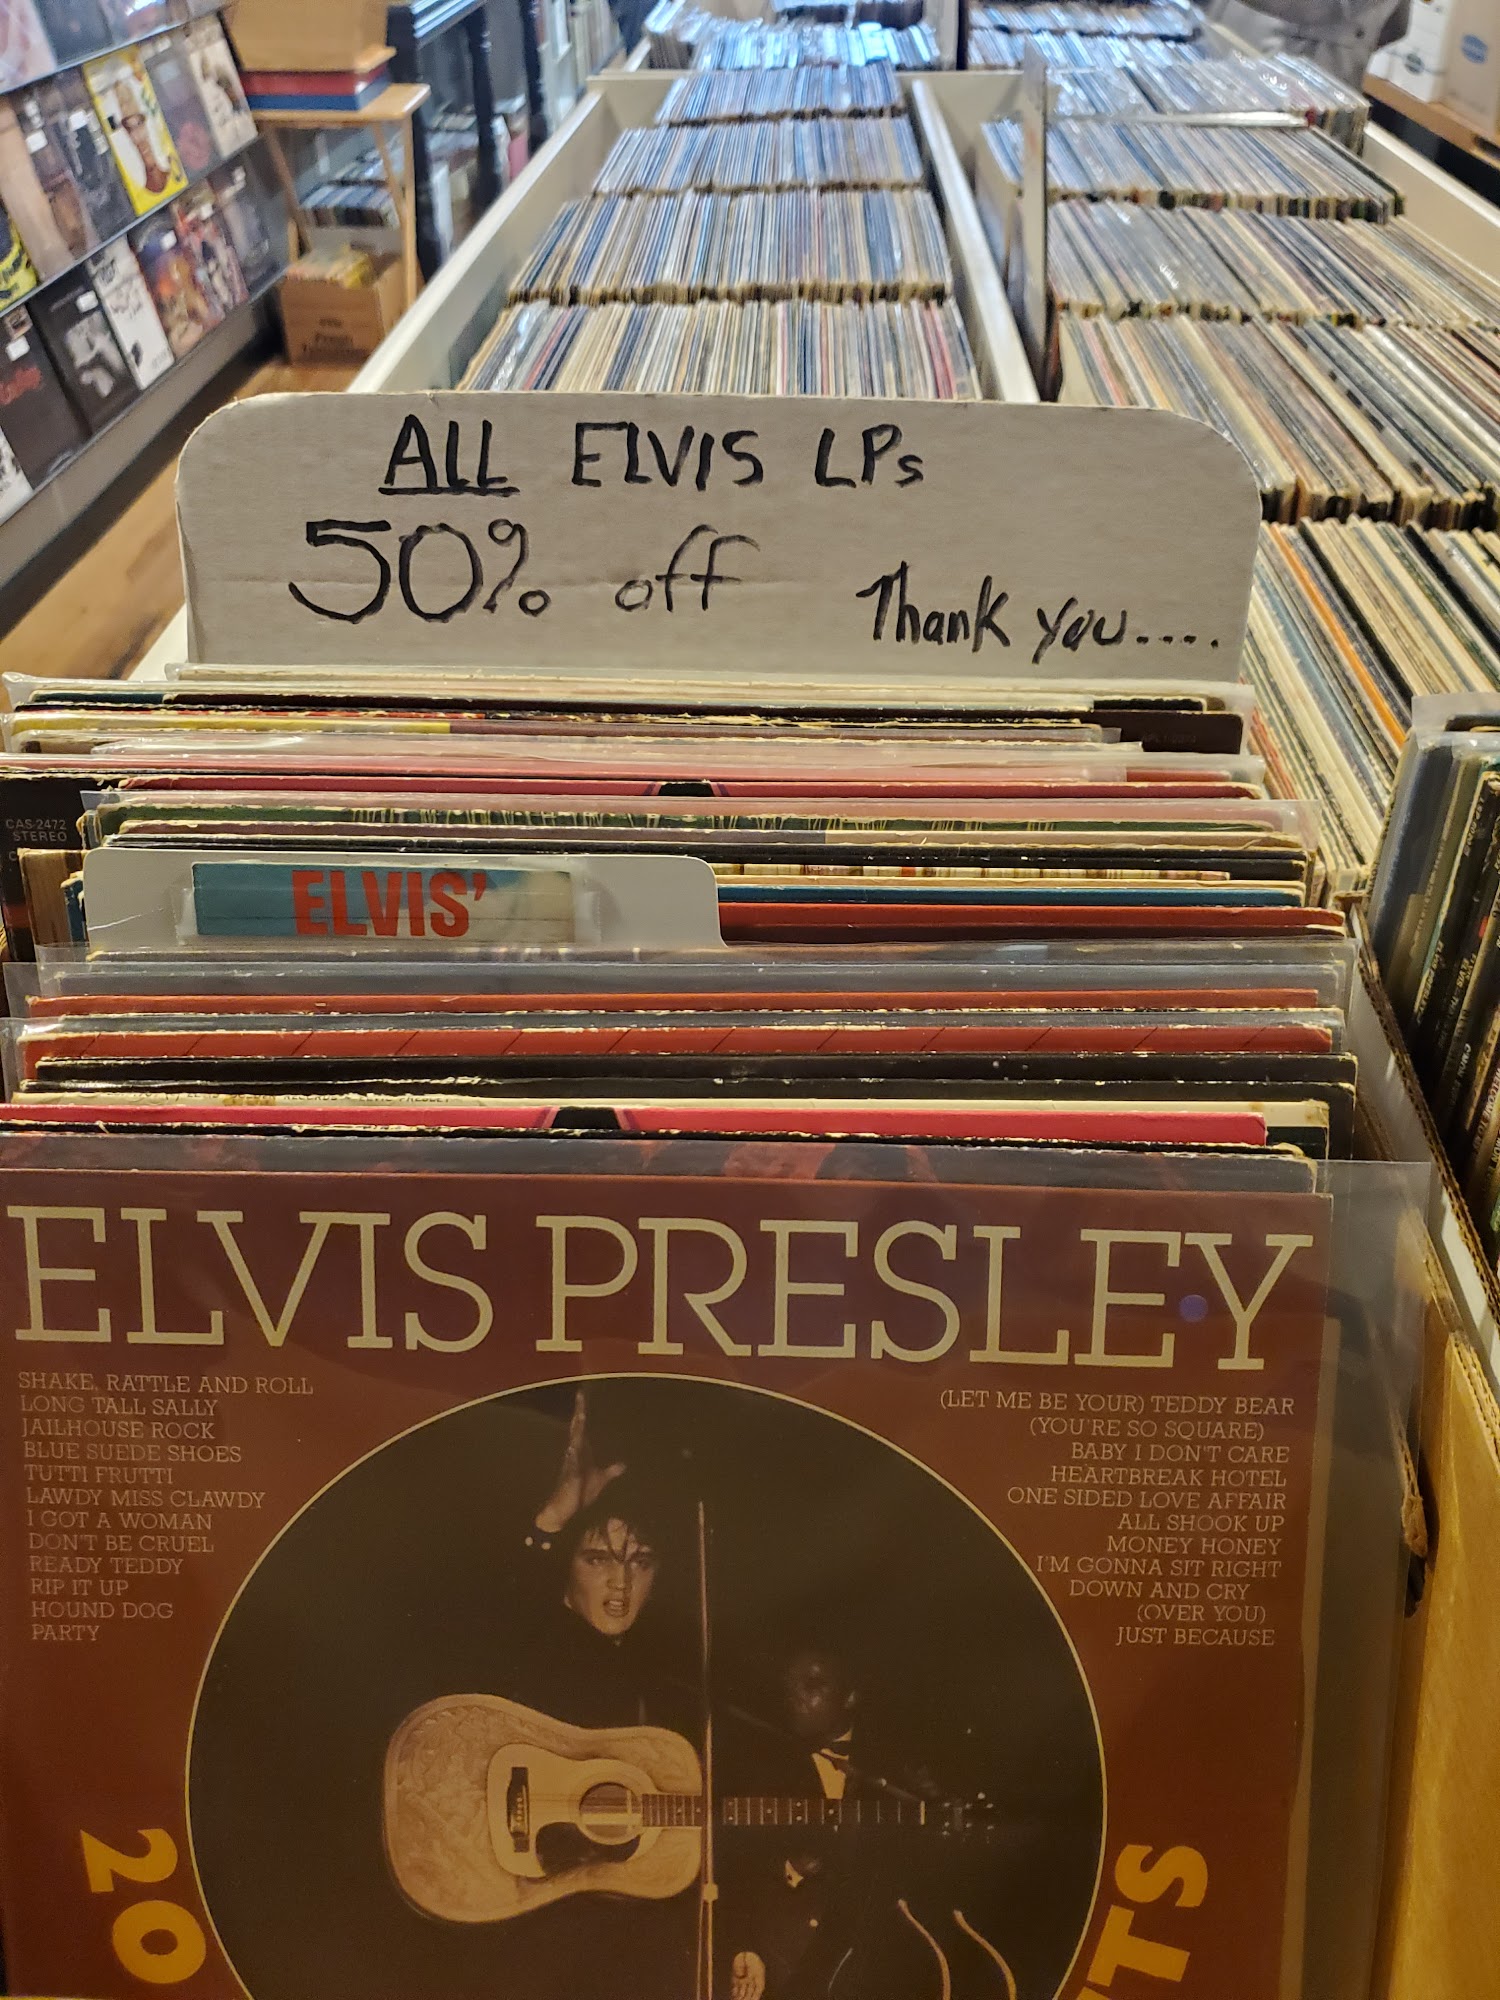 ALL ELVIS LPs
50% off Thank you....
CAS-2472
STEREO
ELVIS'
ELVIS PRESLEY
SHAKE, RATTLE AND ROLL
LONG TALL SALLY
JAILHOUSE ROCK
BLUE SUEDE SHOES
TUTTI FRUTTI
LAWDY MISS CLAWDY
I GOT A WOMAN
DON'T BE CRUEL
READY TEDDY
RIP IT UP
HOUND DOG
PARTY
(LET ME BE YOUR) TEDDY BEAR
(YOU'RE SO SQUARE)
BABY I DON'T CARE
HEARTBREAK HOTEL
ONE SIDED LOVE AFFAIR
ALL SHOOK UP
MONEY HONEY
I'M GONNA SIT RIGHT
DOWN AND CRY
(OVER YOU)
JUST BECAUSE
20